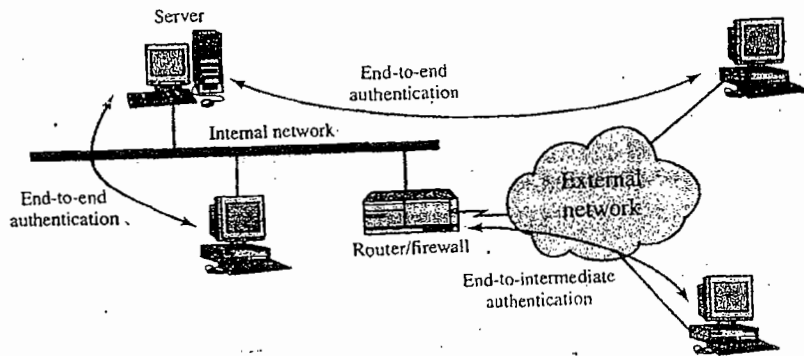 Server
End-to-end
authentication
Internal network
End-to-end
authentication
External
network
Router/firewall
End-to-intermediate
authentication